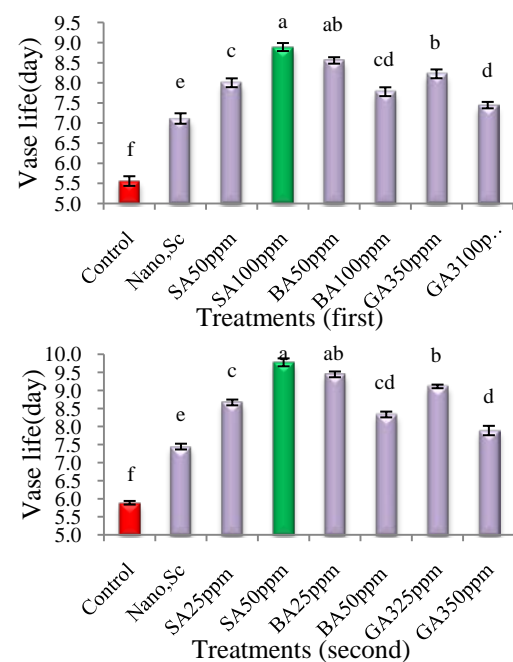 Vase life(day)
9.5
9.0
8.5
8.0
7.5
7.0
6.5
6.0
5.5
5.0
f
e
c
a
ab
cd
b
d
Control
Nano,Sc
SA50ppm
SA100ppm
BA50ppm
BA100ppm
GA350ppm
GA3100p..
Treatments (first)
Vase life(day)
10.0
9.5
9.0
8.5
8.0
7.5
7.0
6.5
6.0
5.5
5.0
f
e
c
a
ab
cd
b
d
Control
Nano,Sc
SA25ppm
SA50ppm
BA25ppm
BA50ppm
GA325ppm
GA350ppm
Treatments (second)